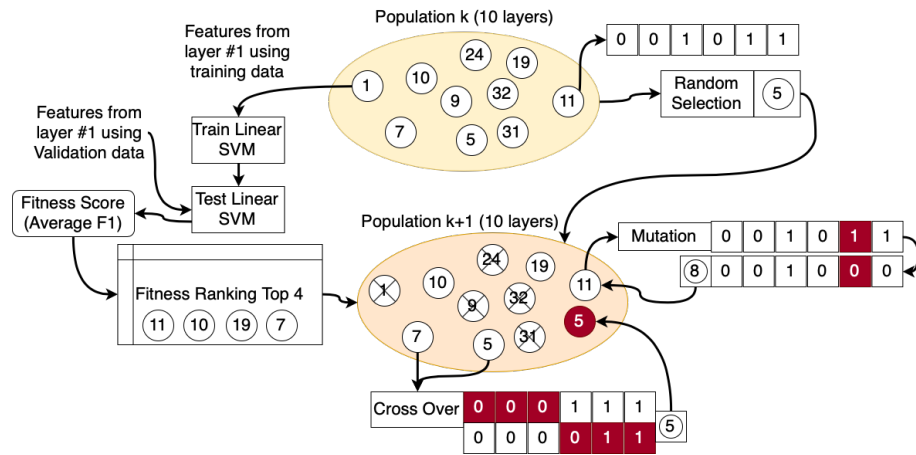 Population k (10 layers)
Features from
layer #1 using
training data
0 0 1 0 1 1
24
19
10
1
32
9
11
7
5
31
Random
Selection
5
Features from
layer #1 using
Validation data
Train Linear
SVM
Test Linear
SVM
Fitness Score
(Average F1)
Population k+1 (10 layers)
Mutation 0 0 1 0 1 1
8 0 0 1 0 0 0
24
19
10
1
11
32
9
5
7
5
31
Fitness Ranking Top 4
11 10 19 7
Cross Over 0 0 0 1 1 1
0 0 0 0 1 1
5